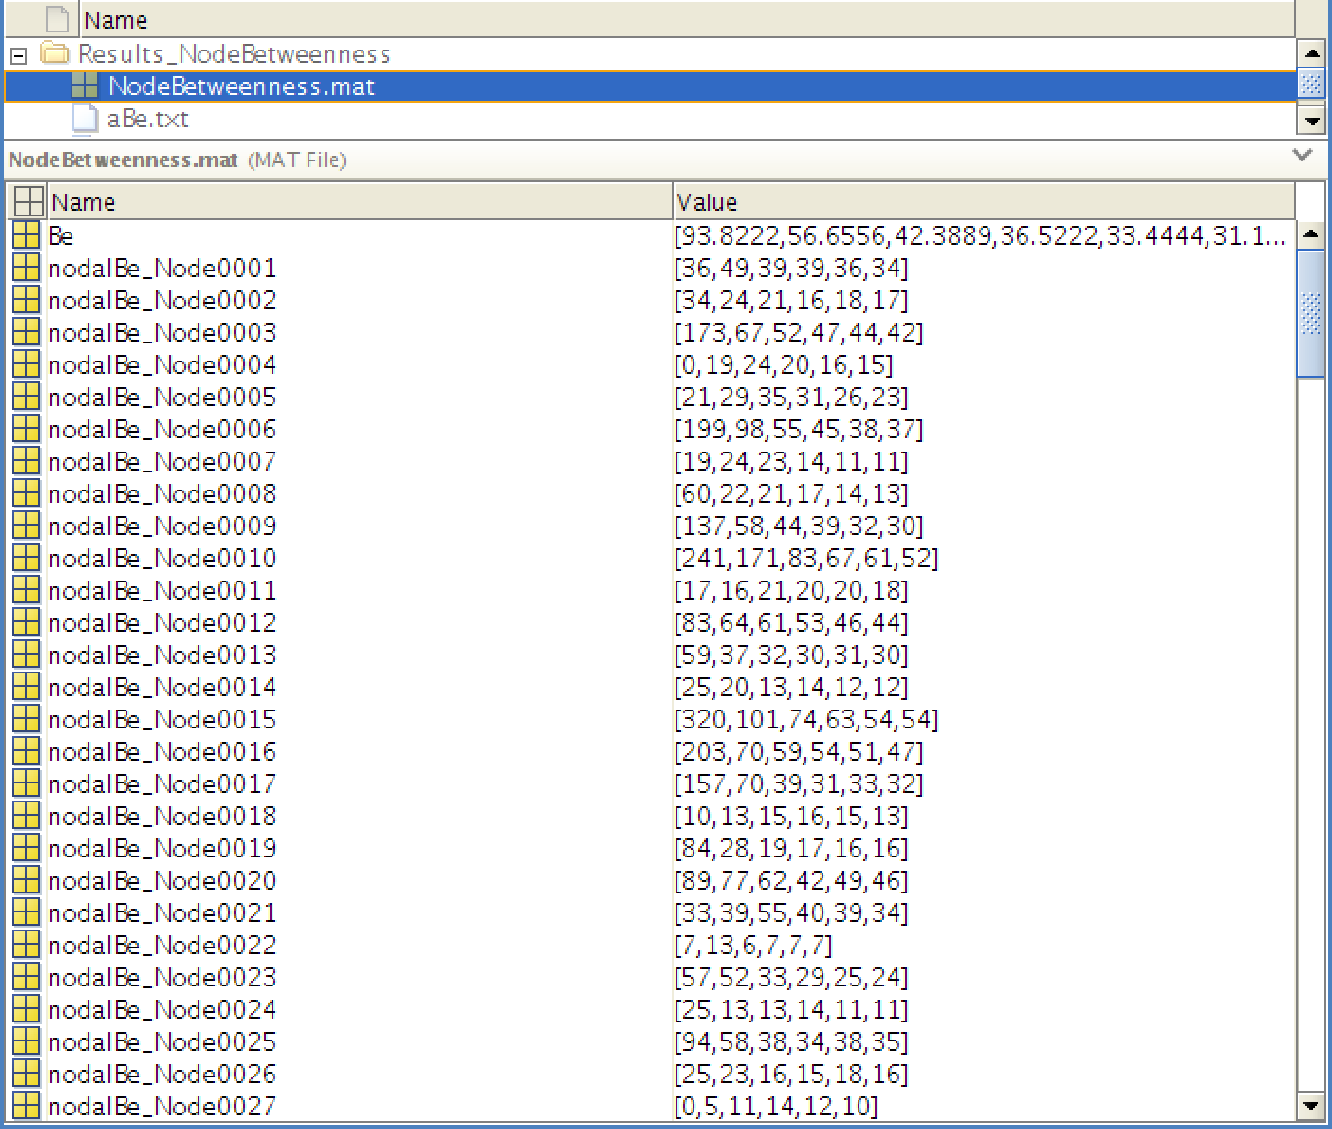 Name
Results_NodeBetweenness
NodeBetweenness.mat
aBe.txt
NodeBetweenness.mat (MAT File)
Name Value
Be [93.8222,56.6556,42.3889,36.5222,33.4444,31.1...
nodalBe_Node0001 [36,49,39,39,36,34]
nodalBe_Node0002 [34,24,21,16,18,17]
nodalBe_Node0003 [173,67,52,47,44,42]
nodalBe_Node0004 [0,19,24,20,16,15]
nodalBe_Node0005 [21,29,35,31,26,23]
nodalBe_Node0006 [199,98,55,45,38,37]
nodalBe_Node0007 [19,24,23,14,11,11]
nodalBe_Node0008 [60,22,21,17,14,13]
nodalBe_Node0009 [137,58,44,39,32,30]
nodalBe_Node0010 [241,171,83,67,61,52]
nodalBe_Node0011 [17,16,21,20,20,18]
nodalBe_Node0012 [83,64,61,53,46,44]
nodalBe_Node0013 [59,37,32,30,31,30]
nodalBe_Node0014 [25,20,13,14,12,12]
nodalBe_Node0015 [320,101,74,63,54,54]
nodalBe_Node0016 [203,70,59,54,51,47]
nodalBe_Node0017 [157,70,39,31,33,32]
nodalBe_Node0018 [10,13,15,16,15,13]
nodalBe_Node0019 [84,28,19,17,16,16]
nodalBe_Node0020 [89,77,62,42,49,46]
nodalBe_Node0021 [33,39,55,40,39,34]
nodalBe_Node0022 [7,13,6,7,7,7]
nodalBe_Node0023 [57,52,33,29,25,24]
nodalBe_Node0024 [25,13,13,14,11,11]
nodalBe_Node0025 [94,58,38,34,38,35]
nodalBe_Node0026 [25,23,16,15,18,16]
nodalBe_Node0027 [0,5,11,14,12,10]